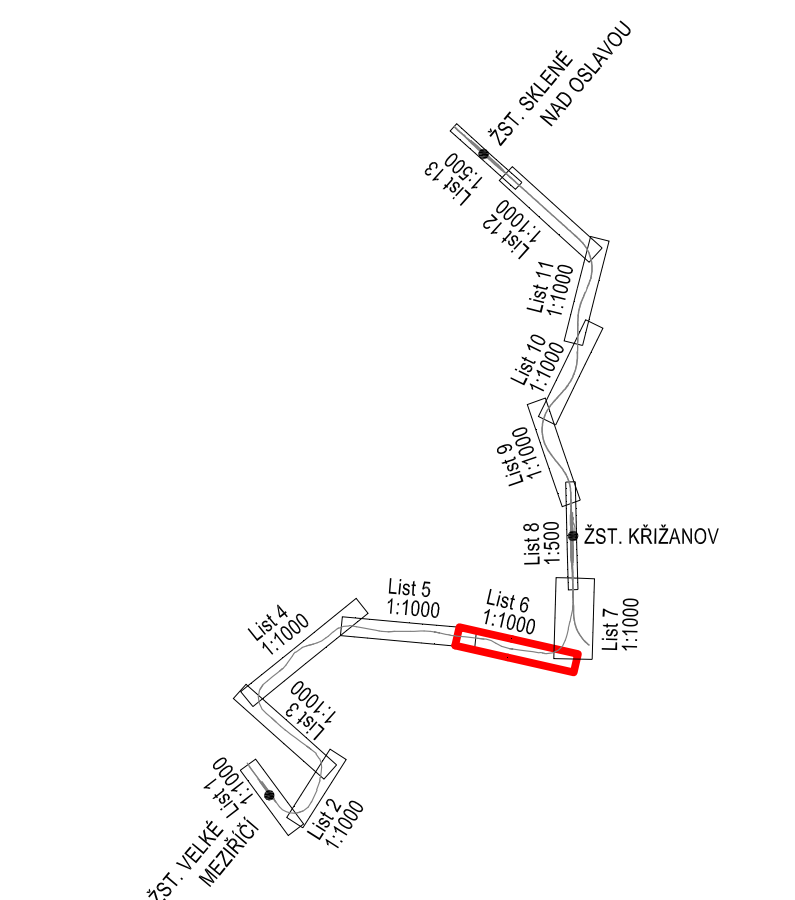 ŽST. SKLENÉ
NAD OSLAVOU
List 13
1:500
List 12
1:1000
List 11
1:1000
List 10
1:1000
List 9
1:1000
List 8
1:500
ŽST. KŘIŽANOV
List 7
1:1000
List 6
1:1000
List 5
1:1000
List 4
1:1000
List 3
1:1000
List 2
1:1000
List 1
1:1000
ŽST. VELKÉ
MEZIŘÍČÍ